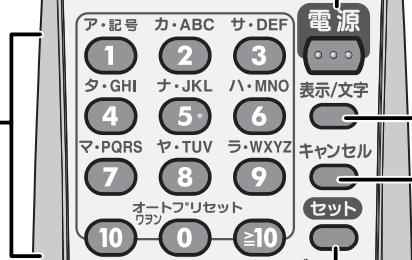 ア・記号 カ・ABC サ・DEF 電源
1 2 3
タ・GHI ナ・JKL ハ・MNO 表示/文字
4 5 6
マ・PQRS ヤ・TUV ラ・WXYZ キャンセル
7 8 9
オートプリセット セット
ワヲン
10 0 ≧10